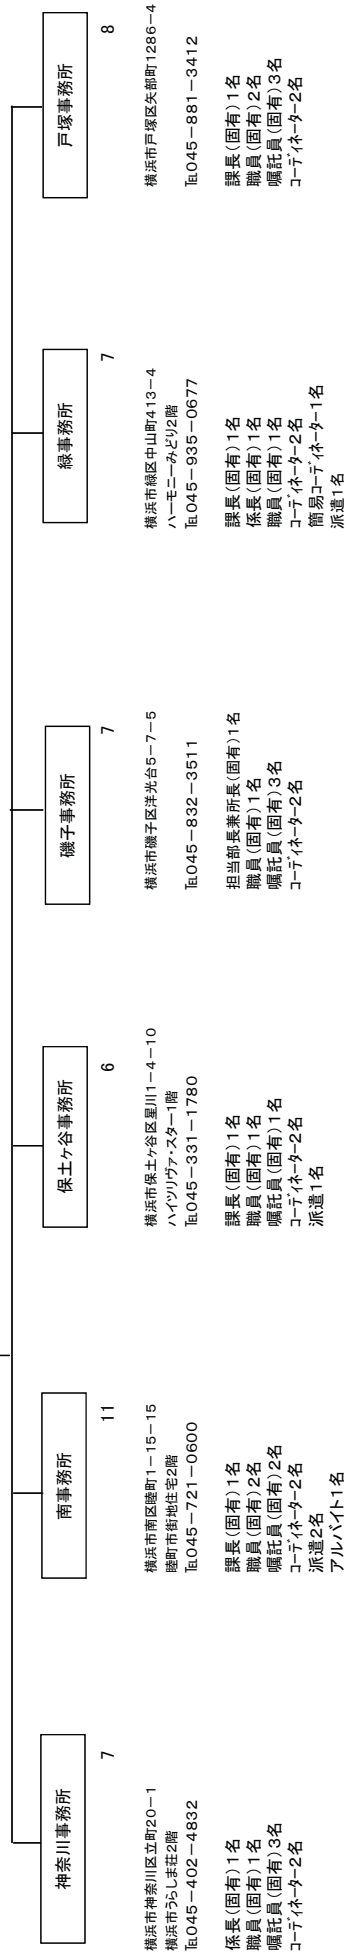 神奈川事務所
7
横浜市神奈川区立町20－1
横浜市うらしま荘2階
℡045－402－4832
係長(固有)1名
職員(固有)1名
嘱託員(固有)3名
コーディネーター2名
南事務所
11
横浜市南区睦町1－15－15
睦町市街地住宅2階
℡045－721－0600
課長(固有)1名
職員(固有)2名
嘱託員(固有)2名
コーディネーター2名
派遣2名
アルバイト1名
保土ヶ谷事務所
6
横浜市保土ヶ谷区星川1－4－10
ハイツリヴァ・スター1階
℡045－331－1780
課長(固有)1名
職員(固有)1名
嘱託員(固有)1名
コーディネーター2名
派遣1名
磯子事務所
7
横浜市磯子区洋光台5－7－5
℡045－832－3511
担当部長兼所長(固有)1名
職員(固有)1名
嘱託員(固有)3名
コーディネーター2名
緑事務所
7
横浜市緑区中山町413－4
ハーモニーみどり2階
℡045－935－0677
課長(固有)1名
係長(固有)1名
職員(固有)1名
コーディネーター2名
簡易コーディネーター1名
派遣1名
戸塚事務所
8
横浜市戸塚区矢部町1286－4
℡045－881－3412
課長(固有)1名
職員(固有)2名
嘱託員(固有)3名
コーディネーター2名